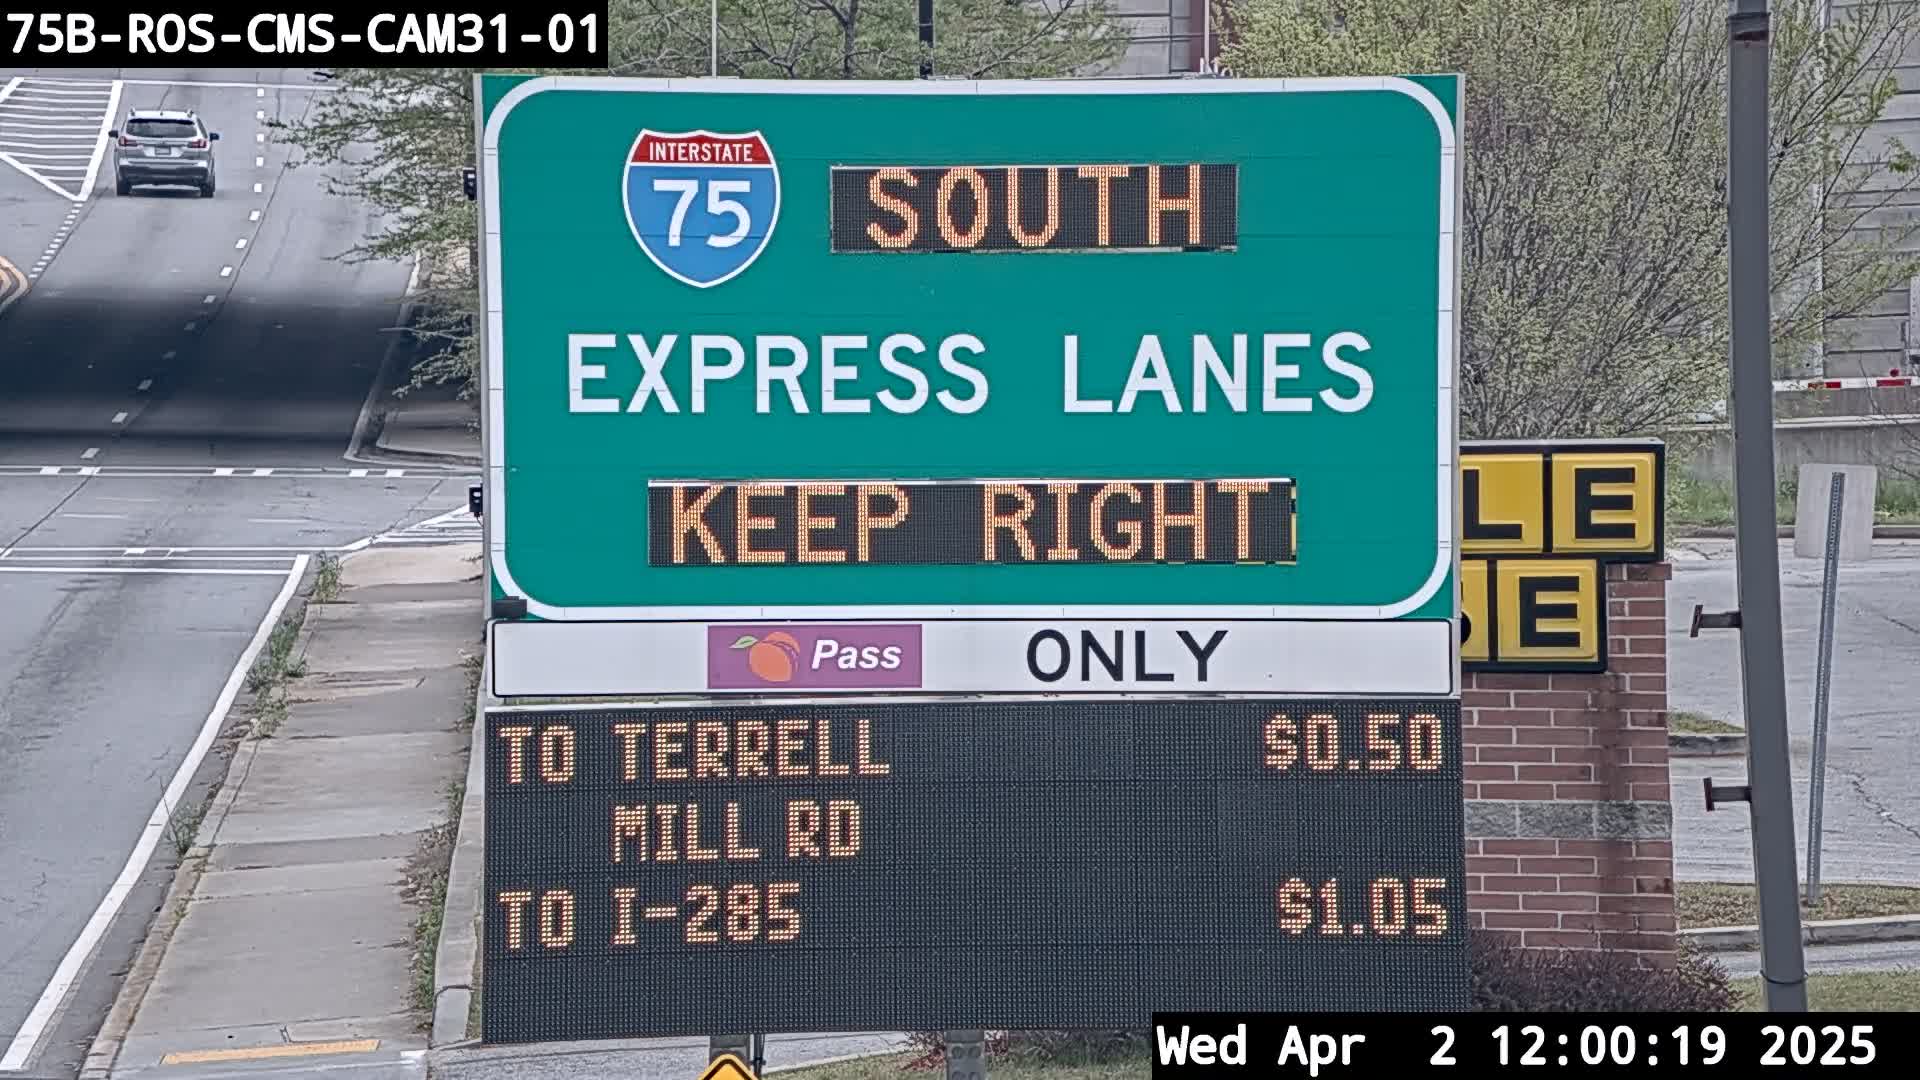 75B-ROS-CMS-CAM31-01
INTERSTATE
75
SOUTH
EXPRESS LANES
KEEP RIGHT
LE
E
Pass ONLY
TO TERRELL $0.50
MILL RD
TO I-285 $1.05
Wed Apr 2 12:00:19 2025